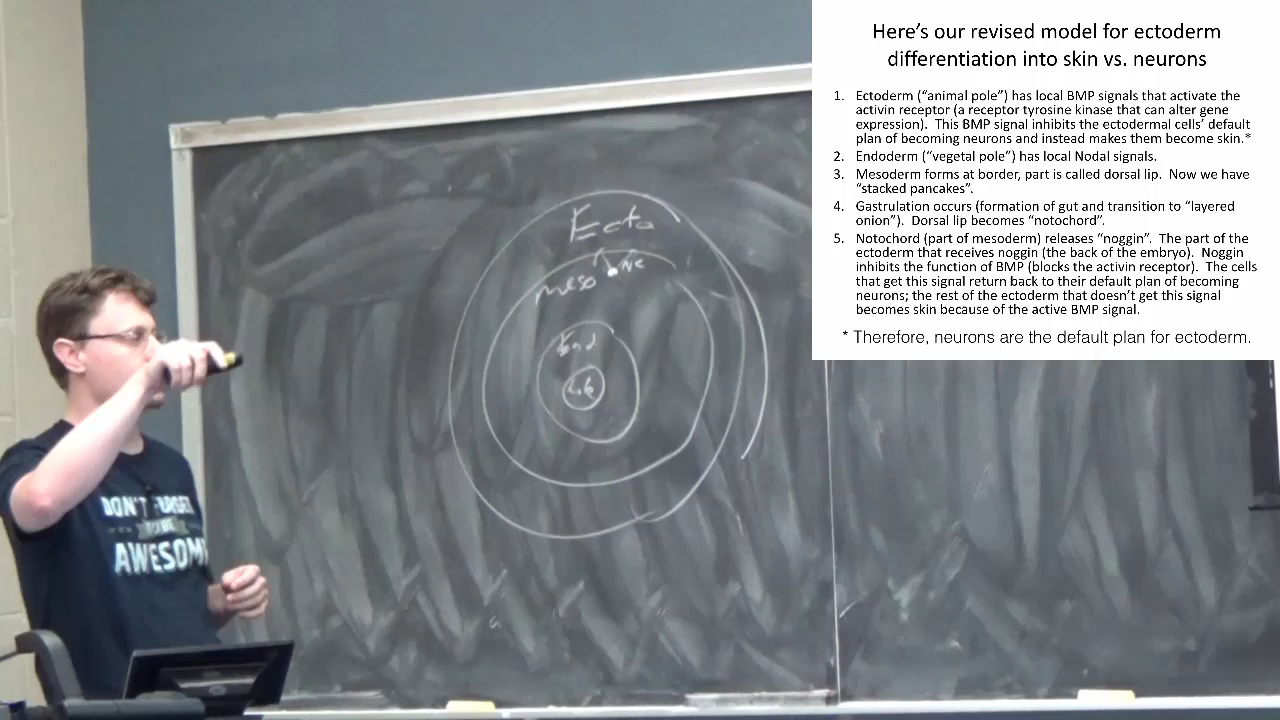 Here's our revised model for ectoderm
differentiation into skin vs. neurons
1. Ectoderm ("animal pole") has local BMP signals that activate the
activin receptor (a receptor tyrosine kinase that can alter gene
expression). This BMP signal inhibits the ectodermal cells' default
plan of becoming neurons and instead makes them become skin.*
2. Endoderm ("vegetal pole") has local Nodal signals.
3. Mesoderm forms at border, part is called dorsal lip. Now we have
"stacked pancakes".
4. Gastrulation occurs (formation of gut and transition to "layered
onion"). Dorsal lip becomes "notochord".
5. Notochord (part of mesoderm) releases "noggin". The part of the
ectoderm that receives noggin (the back of the embryo). Noggin
inhibits the function of BMP (blocks the activin receptor). The cells
that get this signal return back to their default plan of becoming
neurons; the rest of the ectoderm that doesn't get this signal
becomes skin because of the active BMP signal.
* Therefore, neurons are the default plan for ectoderm.
Ecto
meso
End
DON'T FORGET
TO BE
AWESOME